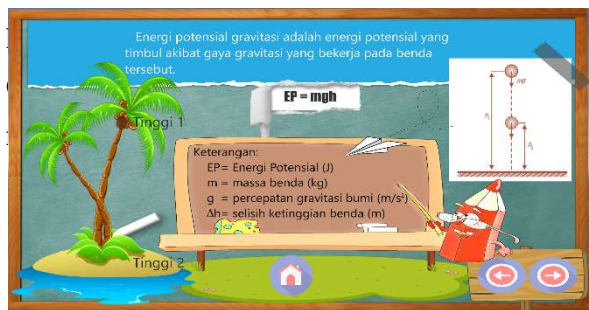 Energi potensial gravitasi adalah energi potensial yang
timbul akibat gaya gravitasi yang bekerja pada benda
tersebut.
EP = mgh
Tinggi 1
Keterangan:
EP= Energi Potensial (J)
m = massa benda (kg)
g = percepatan gravitasi bumi (m/s²)
Δh= selisih ketinggian benda (m)
Tinggi 2
mg